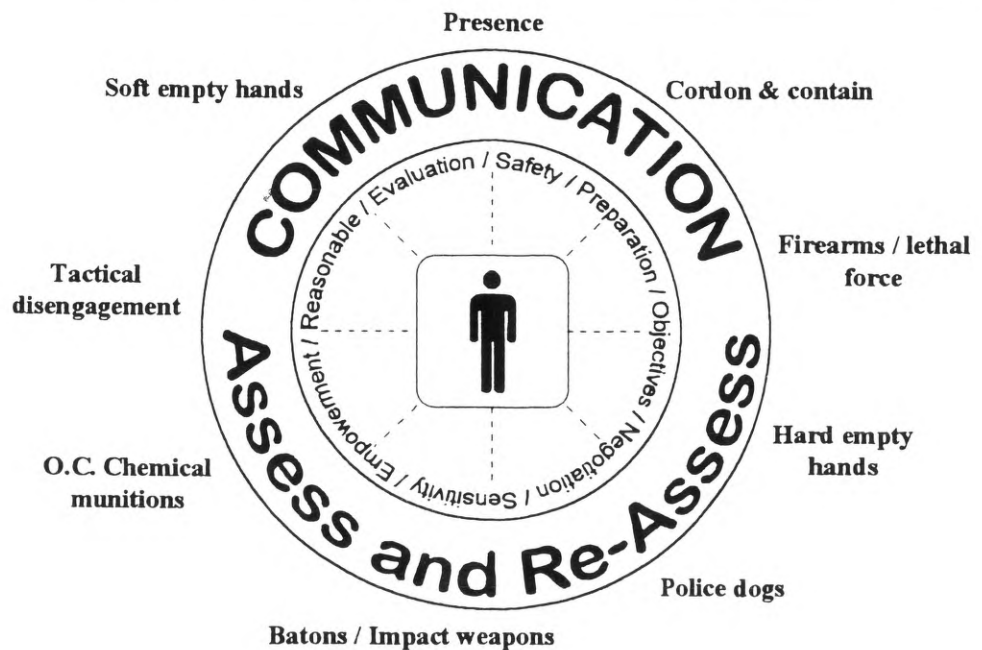 Presence
Soft empty hands
Cordon & contain
COMMUNICATION
Evaluation / Safety / Preparation / Objectives / Negotiation / Sensitivity / Empowerment / Reasonable /
Tactical
disengagement
Firearms / lethal
force
Assess and Re-Assess
O.C. Chemical
munitions
Hard empty
hands
Police dogs
Batons / Impact weapons